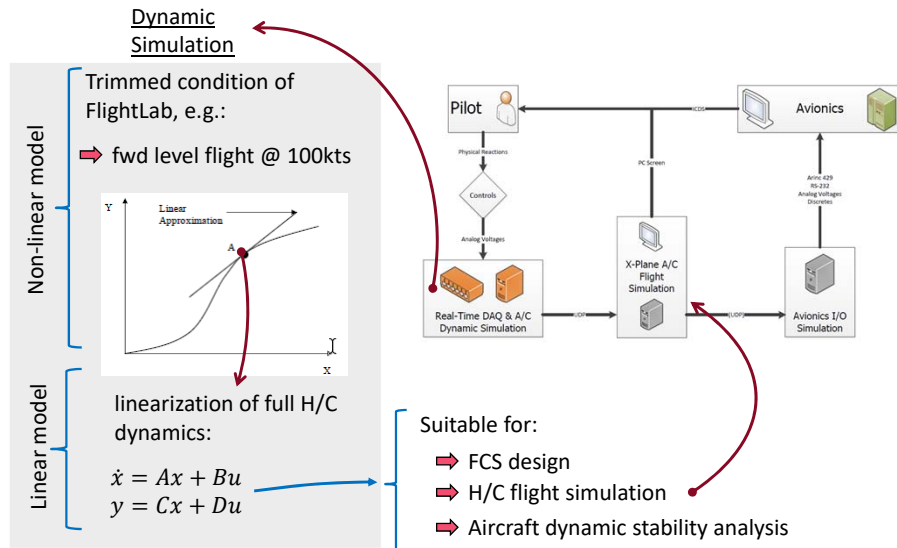 Dynamic
Simulation
Non-linear model
Trimmed condition of
FlightLab, e.g.:
fwd level flight @ 100kts
Y
Linear
Approximation
A
X
Linear model
linearization of full H/C
dynamics:
ẋ = Ax + Bu
y = Cx + Du
Pilot
Physical Reactions
Controls
Analog Voltages
Real-Time DAQ & A/C
Dynamic Simulation
UDP
ICDS
PC Screen
X-Plane A/C
Flight
Simulation
(UDP)
Avionics
Arinc 429
RS-232
Analog Voltages
Discretes
Avionics I/O
Simulation
Suitable for:
FCS design
H/C flight simulation
Aircraft dynamic stability analysis